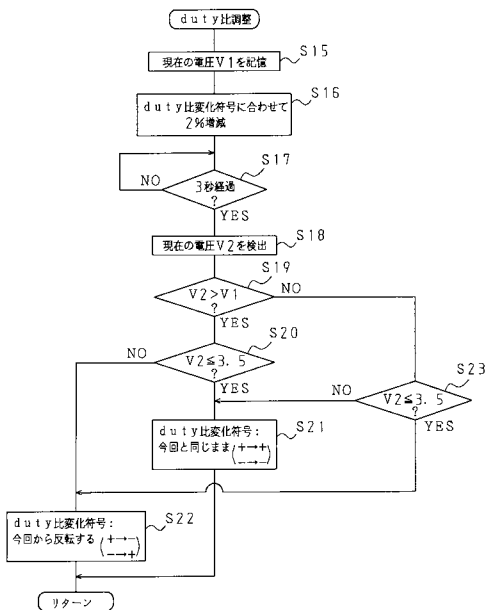 duty比調整
S15
現在の電圧V1を記憶
S16
duty比変化符号に合わせて
2%増減
S17
NO
3秒経過
?
YES
S18
現在の電圧V2を検出
S19
V2>V1
?
NO
YES
S20
NO
V2≦3.5
?
YES
S23
NO
V2≦3.5
?
YES
S21
duty比変化符号:
今回と同じまま(+→+
-→-)
S22
duty比変化符号:
今回から反転する(+→-
-→+)
リターン